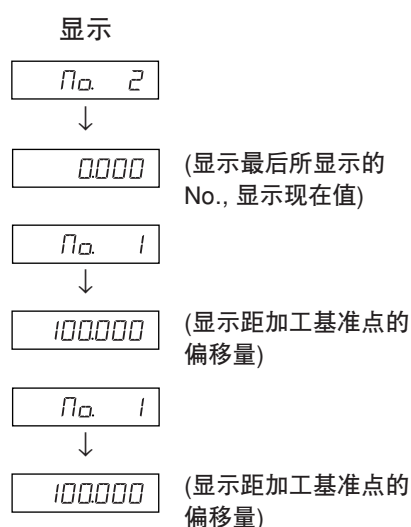 显示
No. 2
↓
0.000
(显示最后所显示的
No., 显示现在值)
No. 1
↓
100.000
(显示距加工基准点的
偏移量)
No. 1
↓
100.000
(显示距加工基准点的
偏移量)